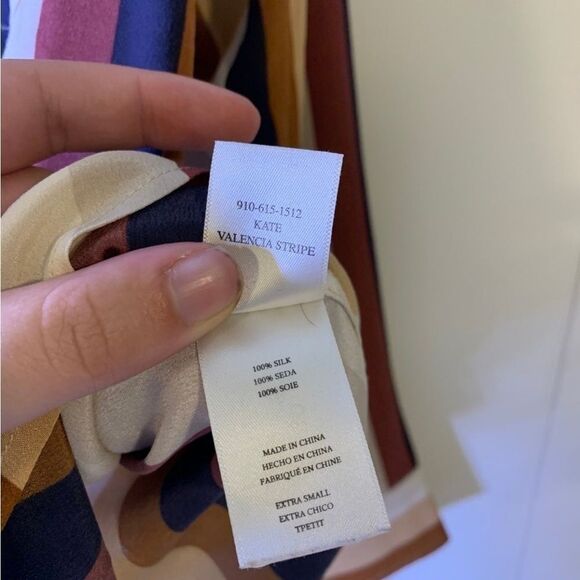 910-615-1512
KATE
VALENCIA STRIPE
100% SILK
100% SEDA
100% SOIE
MADE IN CHINA
HECHO EN CHINA
FABRIQUÉ EN CHINE
EXTRA SMALL
EXTRA CHICO
TPETIT